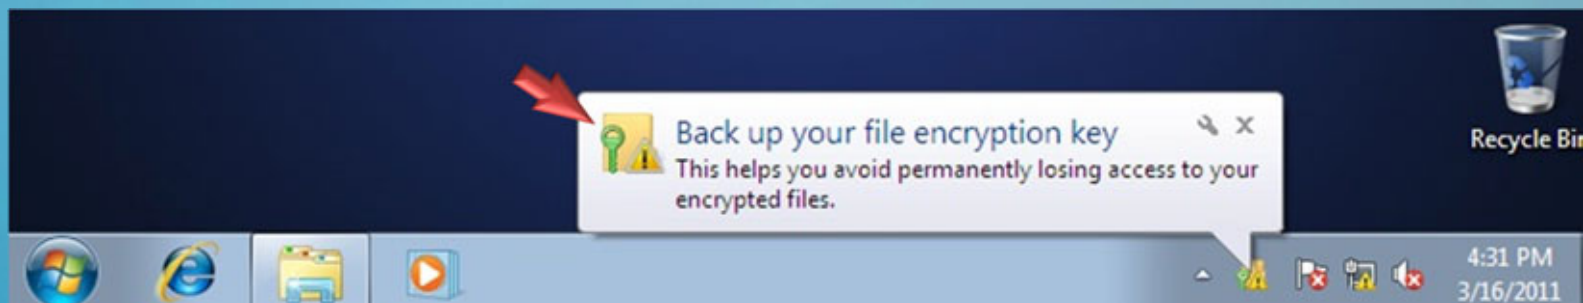 Back up your file encryption key
This helps you avoid permanently losing access to your
encrypted files.
Recycle Bin
4:31 PM
3/16/2011